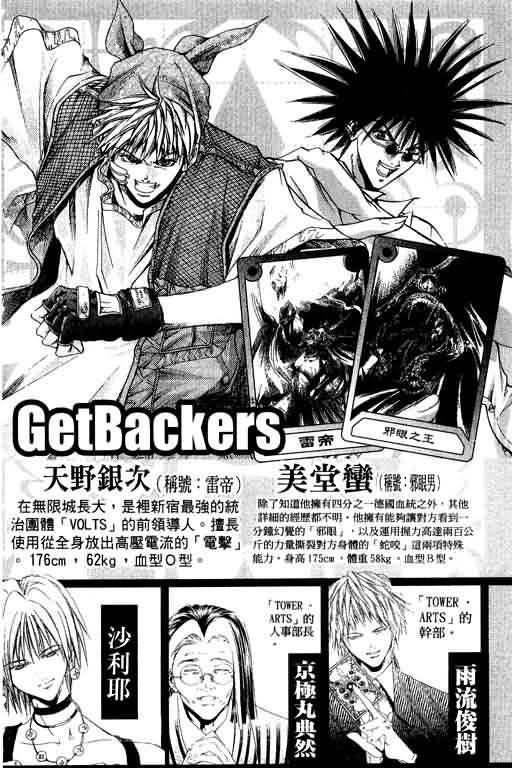 雷帝
邪眼之王
GetBackers
天野銀次(稱號：雷帝)
在無限城長大，是裡新宿最強的統
治團體「VOLTS」的前領導人。擅長
使用從全身放出高壓電流的「電擊」
。176cm，62kg，血型O型。
美堂蠻(稱號：邪眼男)
除了知道他擁有四分之一德國血統之外，其他
詳細的經歷都不明。他擁有能夠讓對方看到一
分鐘幻覺的「邪眼」，以及運用握力高達兩百公
斤的力量撕裂對方身體的「蛇咬」這兩項特殊
能力。身高175cm，體重58kg，血型B型。
沙利耶
「TOWER・
ARTS」的
人事部長。
京極丸典然
「TOWER・
ARTS」的
幹部。
雨流俊樹